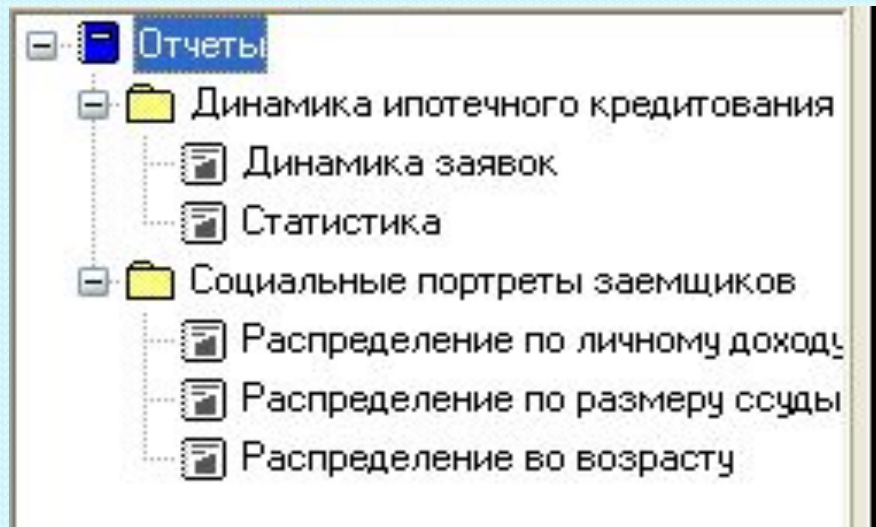 Отчеты
Динамика ипотечного кредитования
Динамика заявок
Статистика
Социальные портреты заемщиков
Распределение по личному доходу
Распределение по размеру ссуды
Распределение во возрасту